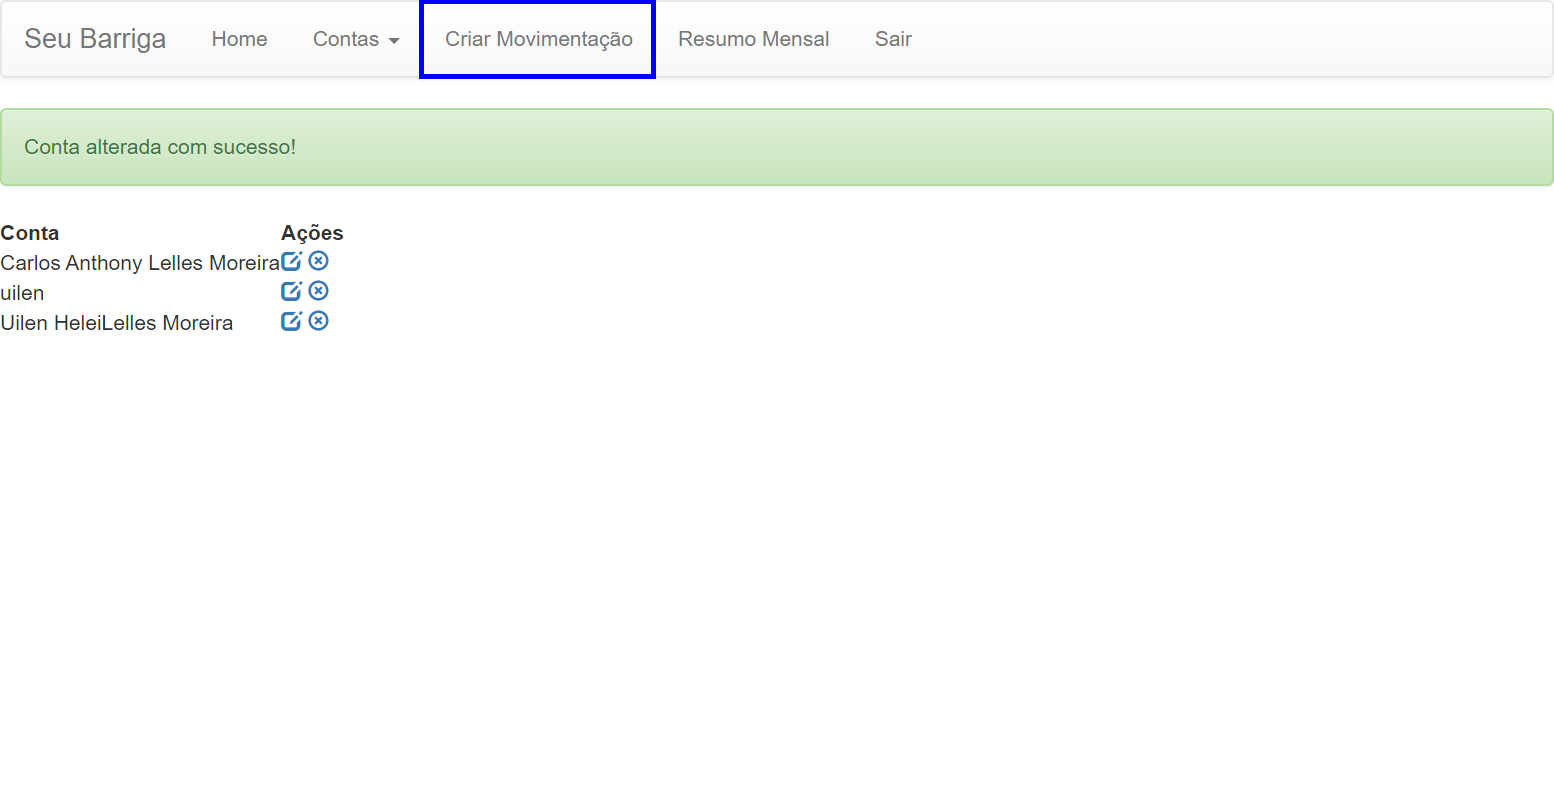 Seu Barriga Home Contas Criar Movimentação Resumo Mensal Sair
Conta alterada com sucesso!
Conta Ações
Carlos Anthony Lelles Moreira
uilen
Uilen HeleiLelles Moreira